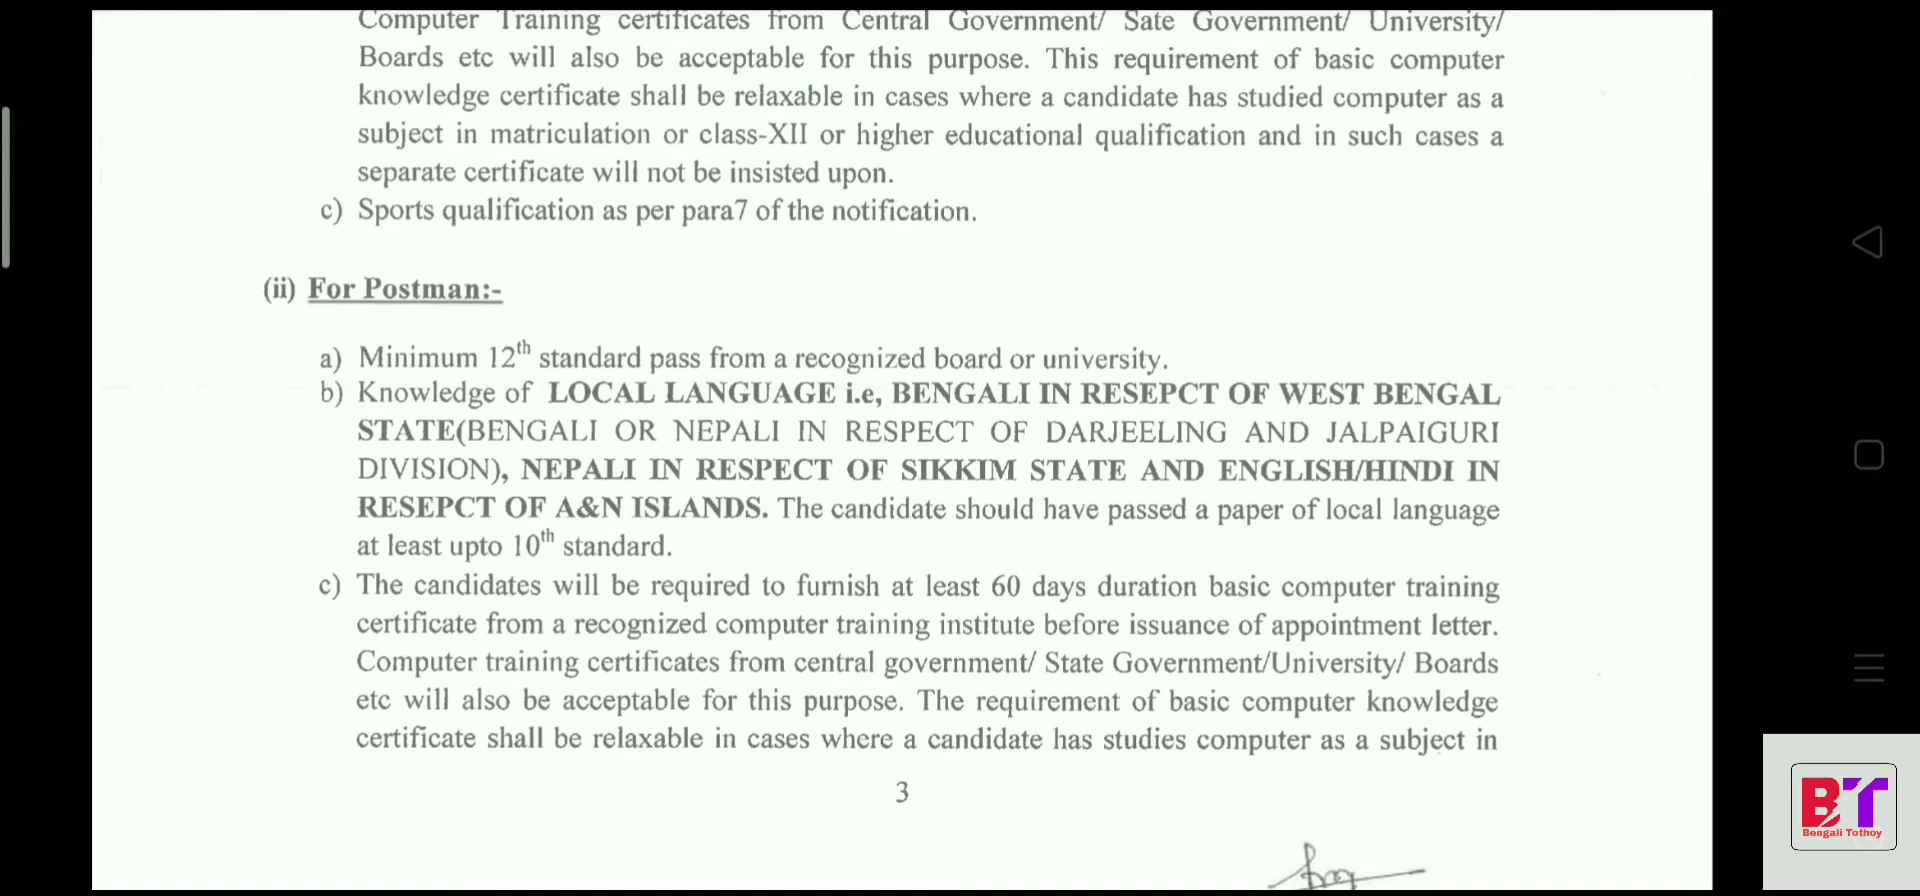 Computer Training certificates from Central Government/ Sate Government/ University/
Boards etc will also be acceptable for this purpose. This requirement of basic computer
knowledge certificate shall be relaxable in cases where a candidate has studied computer as a
subject in matriculation or class-XII or higher educational qualification and in such cases a
separate certificate will not be insisted upon.
c) Sports qualification as per para7 of the notification.
(ii) For Postman:-
a) Minimum 12th standard pass from a recognized board or university.
b) Knowledge of LOCAL LANGUAGE i.e, BENGALI IN RESEPCT OF WEST BENGAL
STATE(BENGALI OR NEPALI IN RESPECT OF DARJEELING AND JALPAIGURI
DIVISION), NEPALI IN RESPECT OF SIKKIM STATE AND ENGLISH/HINDI IN
RESEPCT OF A&N ISLANDS. The candidate should have passed a paper of local language
at least upto 10th standard.
c) The candidates will be required to furnish at least 60 days duration basic computer training
certificate from a recognized computer training institute before issuance of appointment letter.
Computer training certificates from central government/ State Government/University/ Boards
etc will also be acceptable for this purpose. The requirement of basic computer knowledge
certificate shall be relaxable in cases where a candidate has studies computer as a subject in
3
BT
Bengali Tothoy